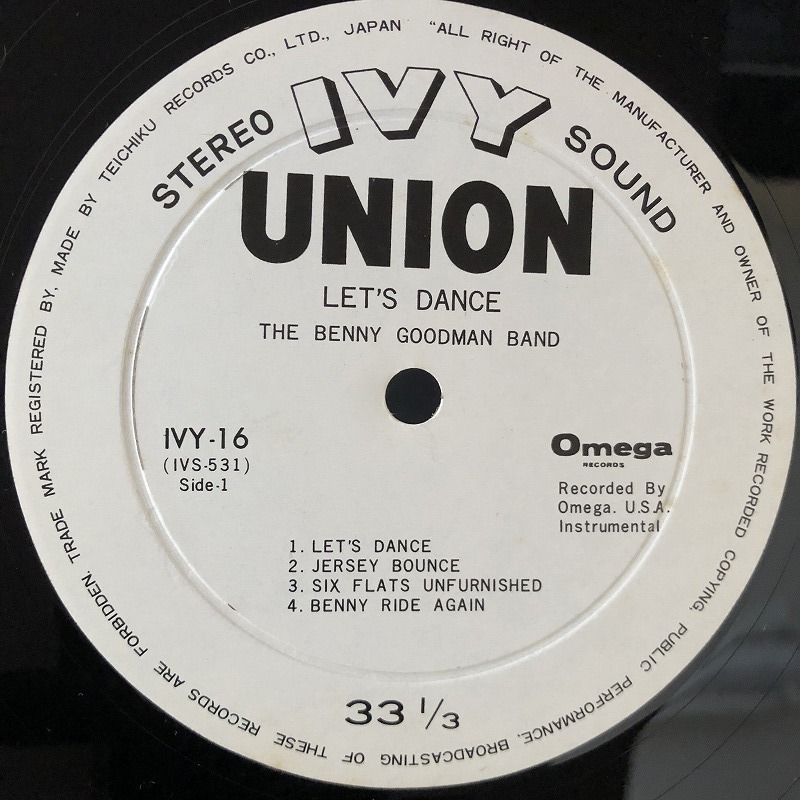 TRADE MARK REGISTERED BY, MADE BY TEICHIKU RECORDS CO., LTD., JAPAN "ALL RIGHT OF THE MANUFACTURER AND OWNER OF THE WORK RECORDED COPYING, PUBLIC PERFORMANCE, BROADCASTING OF THESE RECORDS ARE FORBIDDEN.
STEREO IVY SOUND
UNION
LET'S DANCE
THE BENNY GOODMAN BAND
IVY-16
(IVS-531)
Side-1
Omega
RECORDS
Recorded By
Omega. U.S.A.
Instrumental
1. LET'S DANCE
2. JERSEY BOUNCE
3. SIX FLATS UNFURNISHED
4. BENNY RIDE AGAIN
33 1/3